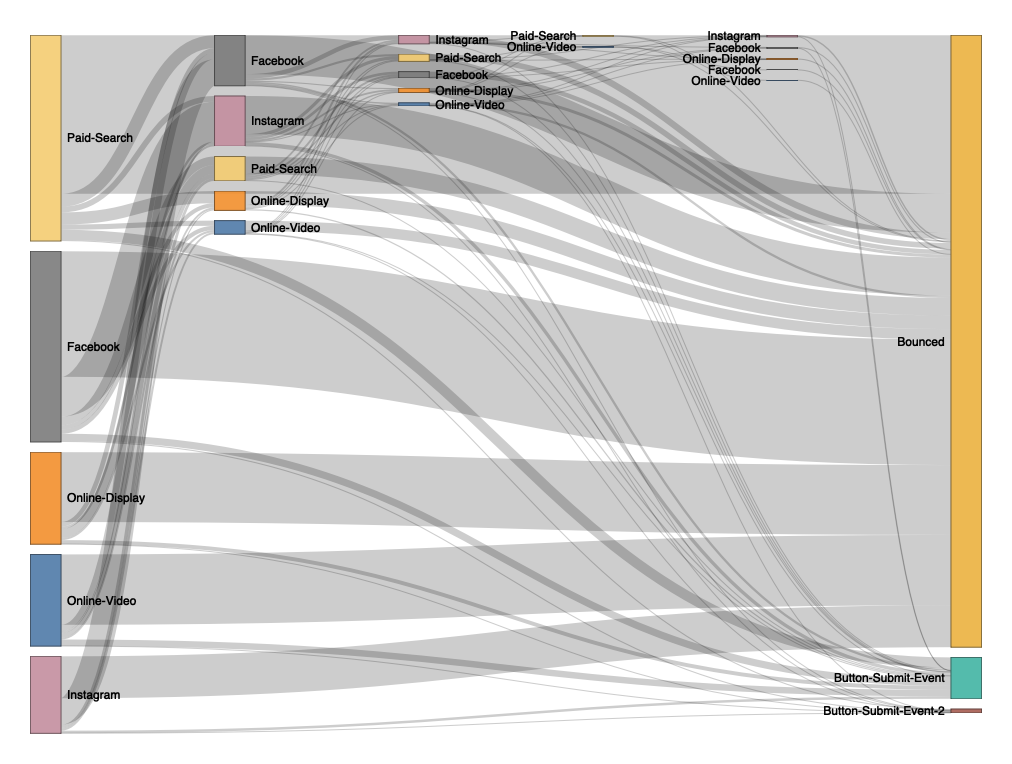 Paid-Search
Facebook
Online-Display
Online-Video
Instagram
Facebook
Instagram
Paid-Search
Online-Display
Online-Video
Instagram
Paid-Search
Facebook
Online-Display
Online-Video
Paid-Search
Online-Video
Instagram
Facebook
Online-Display
Facebook
Online-Video
Bounced
Button-Submit-Event
Button-Submit-Event-2